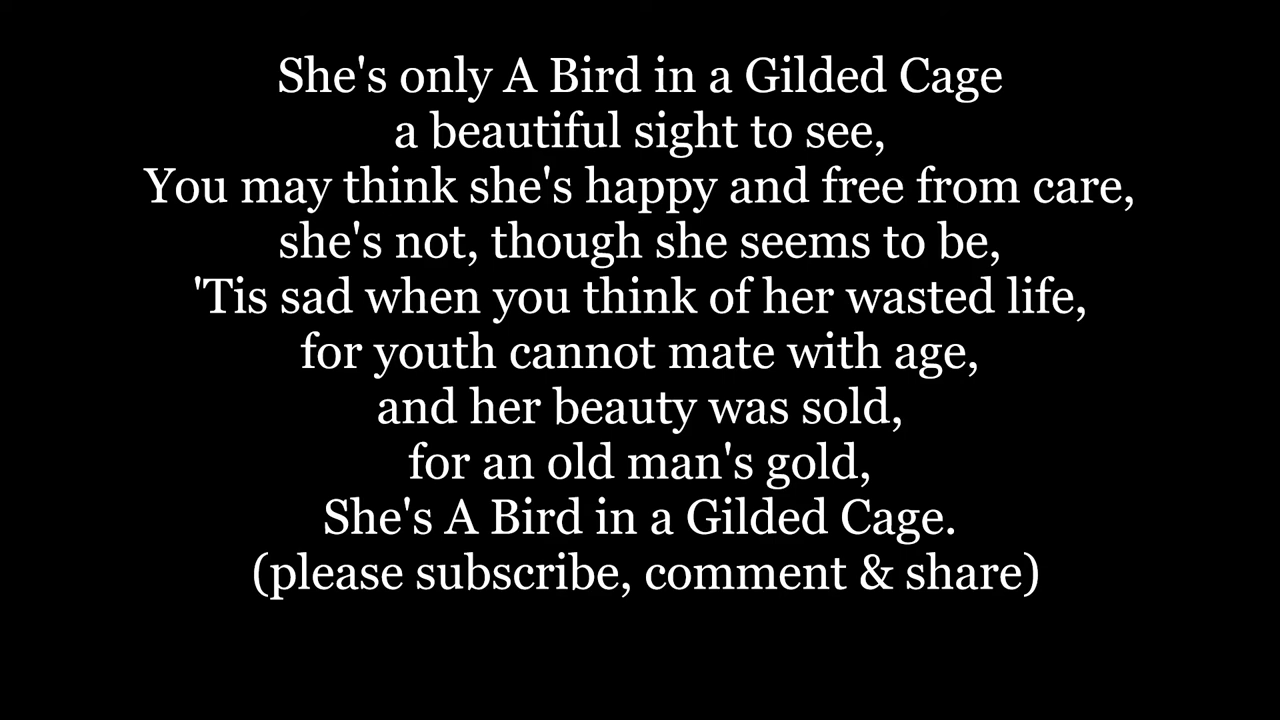 She's only A Bird in a Gilded Cage
a beautiful sight to see,
You may think she's happy and free from care,
she's not, though she seems to be,
'Tis sad when you think of her wasted life,
for youth cannot mate with age,
and her beauty was sold,
for an old man's gold,
She's A Bird in a Gilded Cage.
(please subscribe, comment & share)